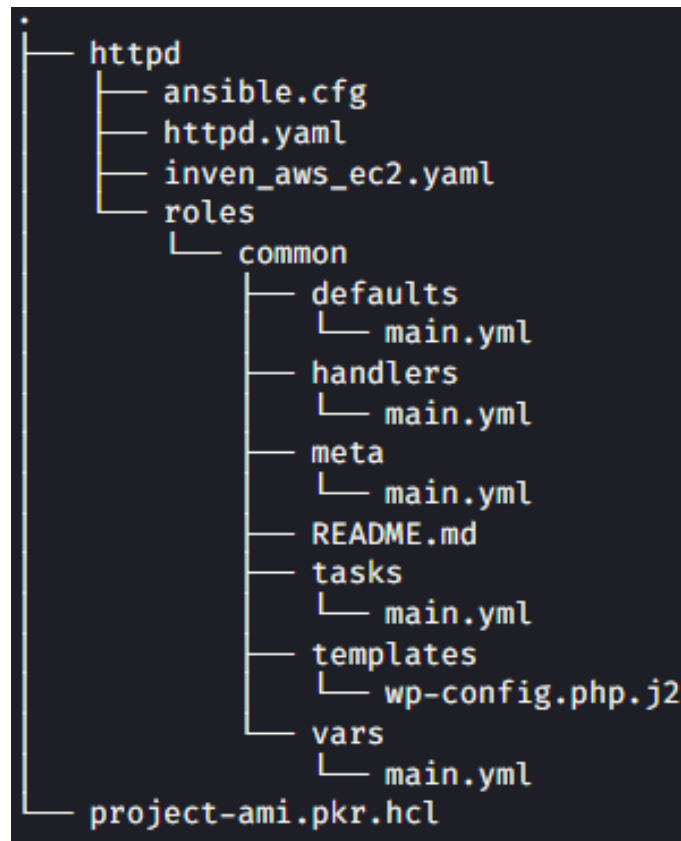 .
├── httpd
│   ├── ansible.cfg
│   ├── httpd.yaml
│   ├── inven_aws_ec2.yaml
│   └── roles
│       └── common
│           ├── defaults
│           │   └── main.yml
│           ├── handlers
│           │   └── main.yml
│           ├── meta
│           │   └── main.yml
│           ├── README.md
│           ├── tasks
│           │   └── main.yml
│           ├── templates
│           │   └── wp-config.php.j2
│           └── vars
│               └── main.yml
└── project-ami.pkr.hcl